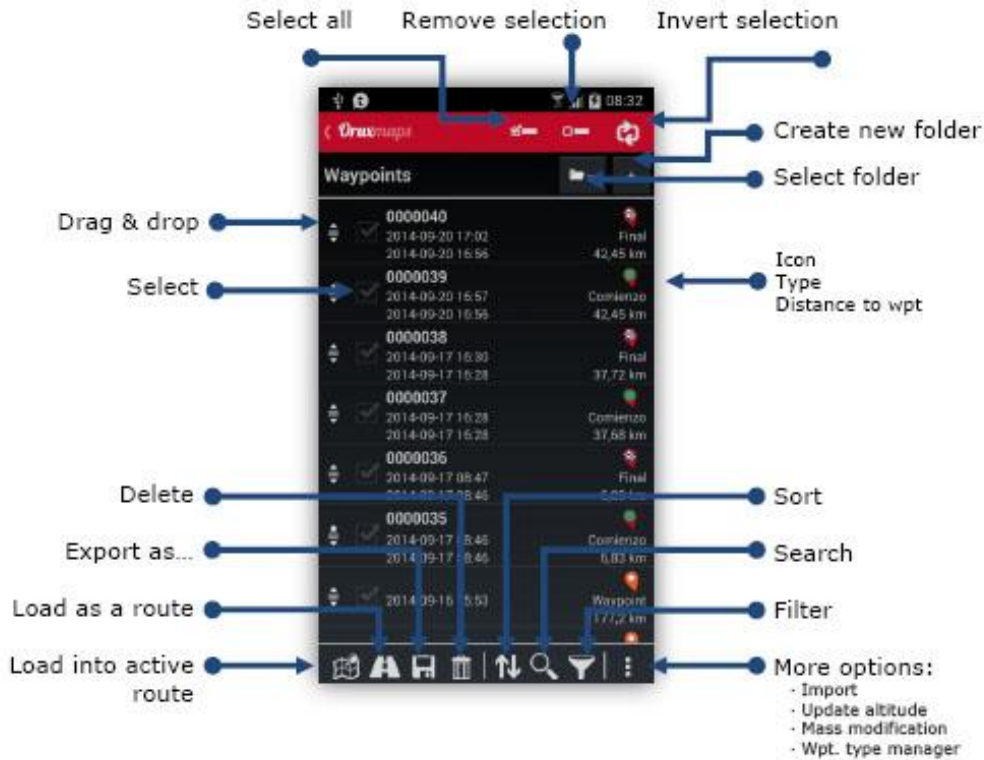 Select all
Remove selection
Invert selection
08:32
Oruxmaps
Create new folder
Waypoints
Select folder
Drag & drop
0000040
2014-09-20 17:02
Final
2014-09-20 16:56
42,45 km
Icon
Type
Distance to wpt
Select
0000039
2014-09-20 16:57
Comienzo
2014-09-20 16:56
42,45 km
0000038
2014-09-17 16:30
Final
2014-09-17 16:28
37,72 km
0000037
2014-09-17 16:28
Comienzo
2014-09-17 16:28
37,68 km
0000036
2014-09-17 08:47
Final
Delete
Sort
0000035
Comienzo
6,83 km
Export as...
Search
2014-09-16
Waypoint
177,2 km
Load as a route
Filter
Load into active
route
More options:
· Import
· Update altitude
· Mass modification
· Wpt. type manager